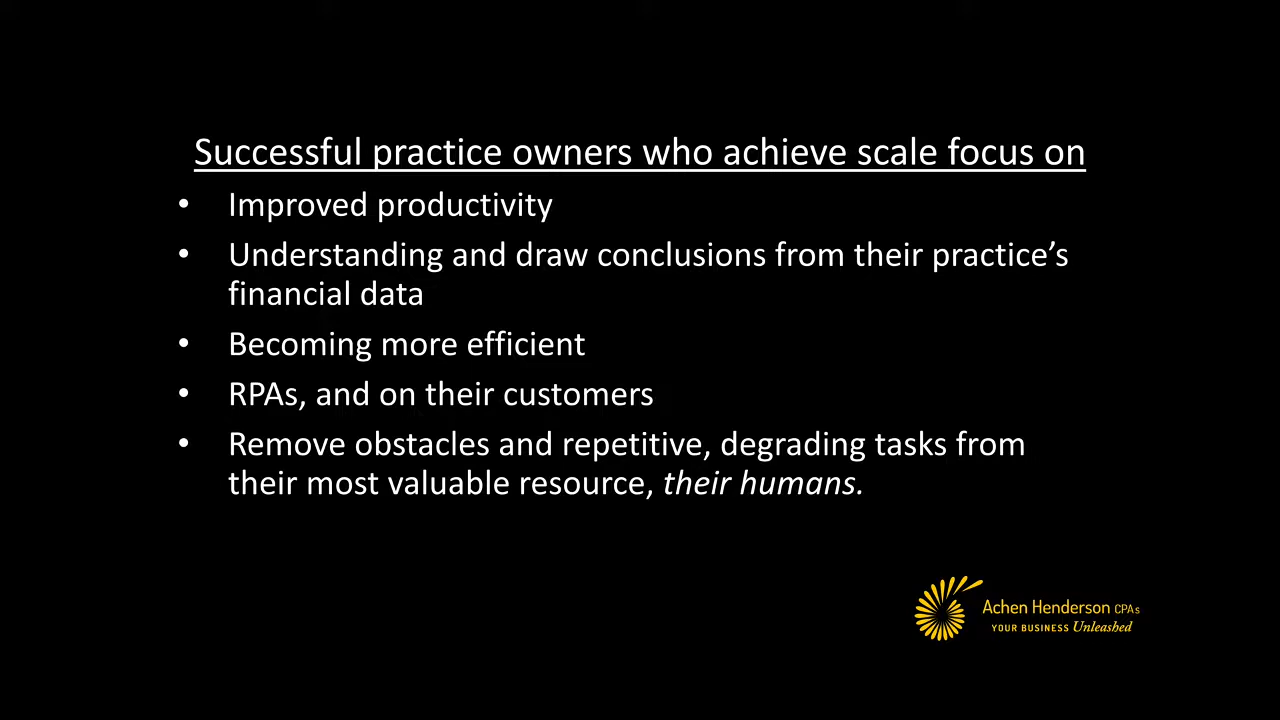 Successful practice owners who achieve scale focus on
• Improved productivity
• Understanding and draw conclusions from their practice’s
financial data
• Becoming more efficient
• RPAs, and on their customers
• Remove obstacles and repetitive, degrading tasks from
their most valuable resource, their humans.
Achen Henderson CPAs
YOUR BUSINESS Unleashed